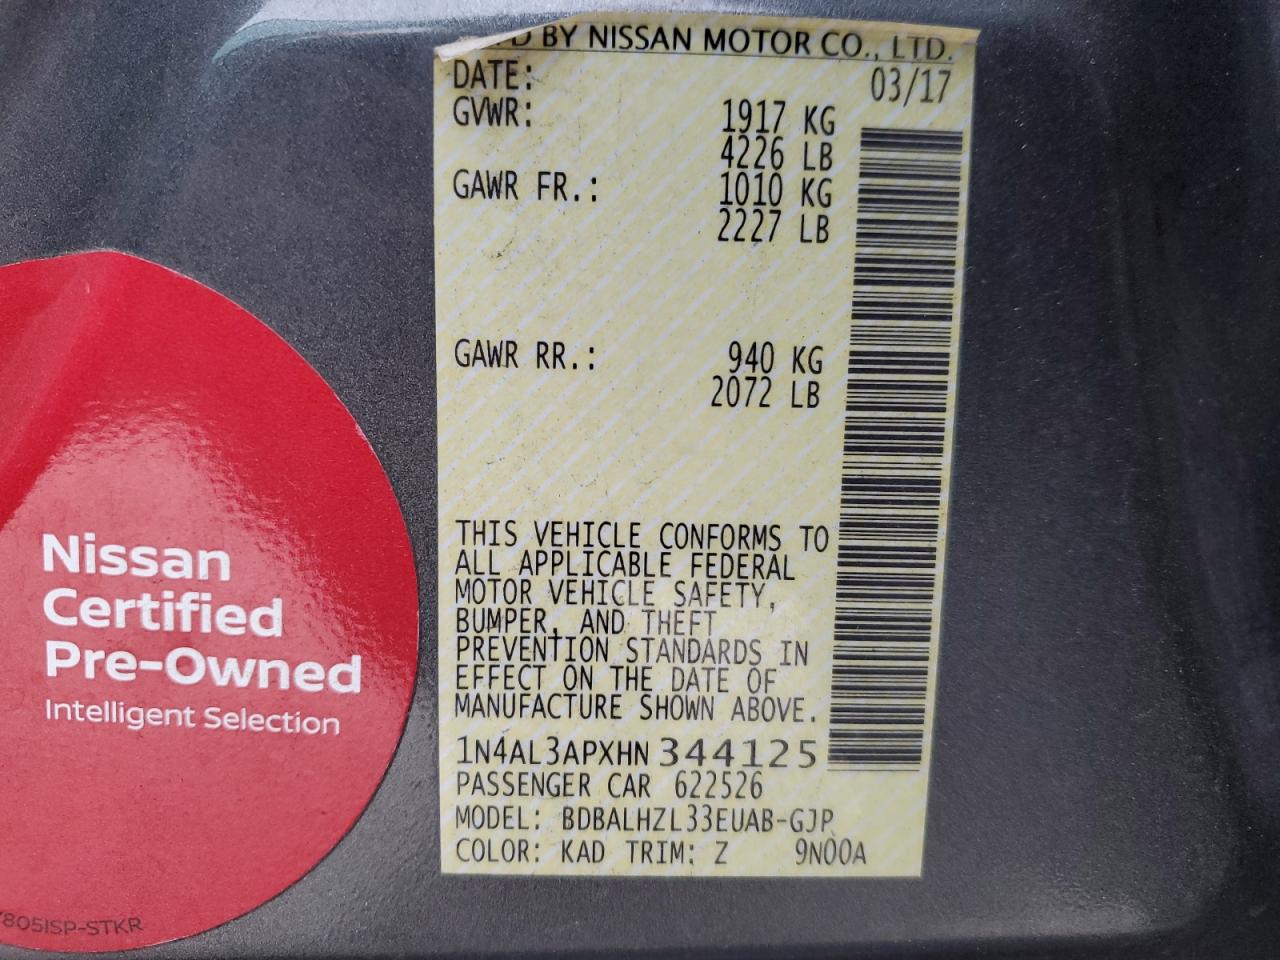 BY NISSAN MOTOR CO., LTD.
DATE: 03/17
GVWR: 1917 KG
4226 LB
GAWR FR.: 1010 KG
2227 LB
GAWR RR.: 940 KG
2072 LB
THIS VEHICLE CONFORMS TO
ALL APPLICABLE FEDERAL
MOTOR VEHICLE SAFETY,
BUMPER, AND THEFT
PREVENTION STANDARDS IN
EFFECT ON THE DATE OF
MANUFACTURE SHOWN ABOVE.
1N4AL3APXHN 344125
PASSENGER CAR 622526
MODEL: BDBALHZL33EUAB-GJP
COLOR: KAD TRIM: Z 9N00A
Nissan
Certified
Pre-Owned
Intelligent Selection